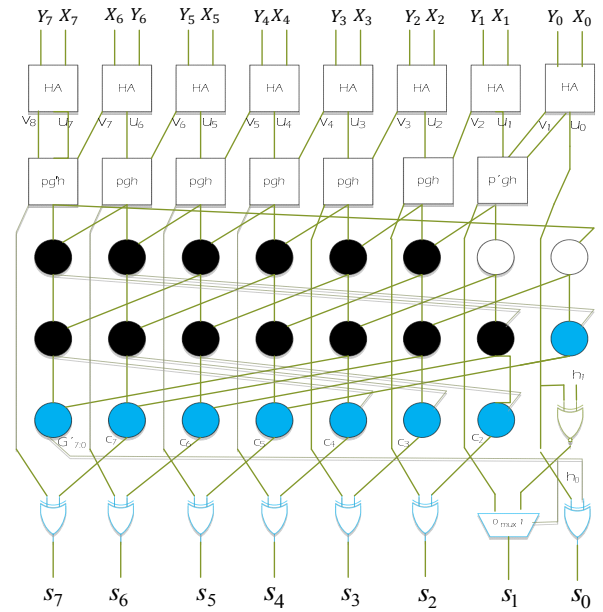 Y₇ X₇ X₆ Y₆ Y₅ X₅ Y₄ X₄ Y₃ X₃ Y₂ X₂ Y₁ X₁ Y₀ X₀
HA HA HA HA HA HA HA HA
v₈ u₇ v₇ u₆ v₆ u₅ v₅ u₄ v₄ u₃ v₃ u₂ v₂ u₁ v₁ u₀
pg'h pgh pgh pgh pgh pgh p'gh
h₁
G'₇:₀ c₇ c₆ c₅ c₄ c₃ c₂
h₀
0 mux 1
s₇ s₆ s₅ s₄ s₃ s₂ s₁ s₀